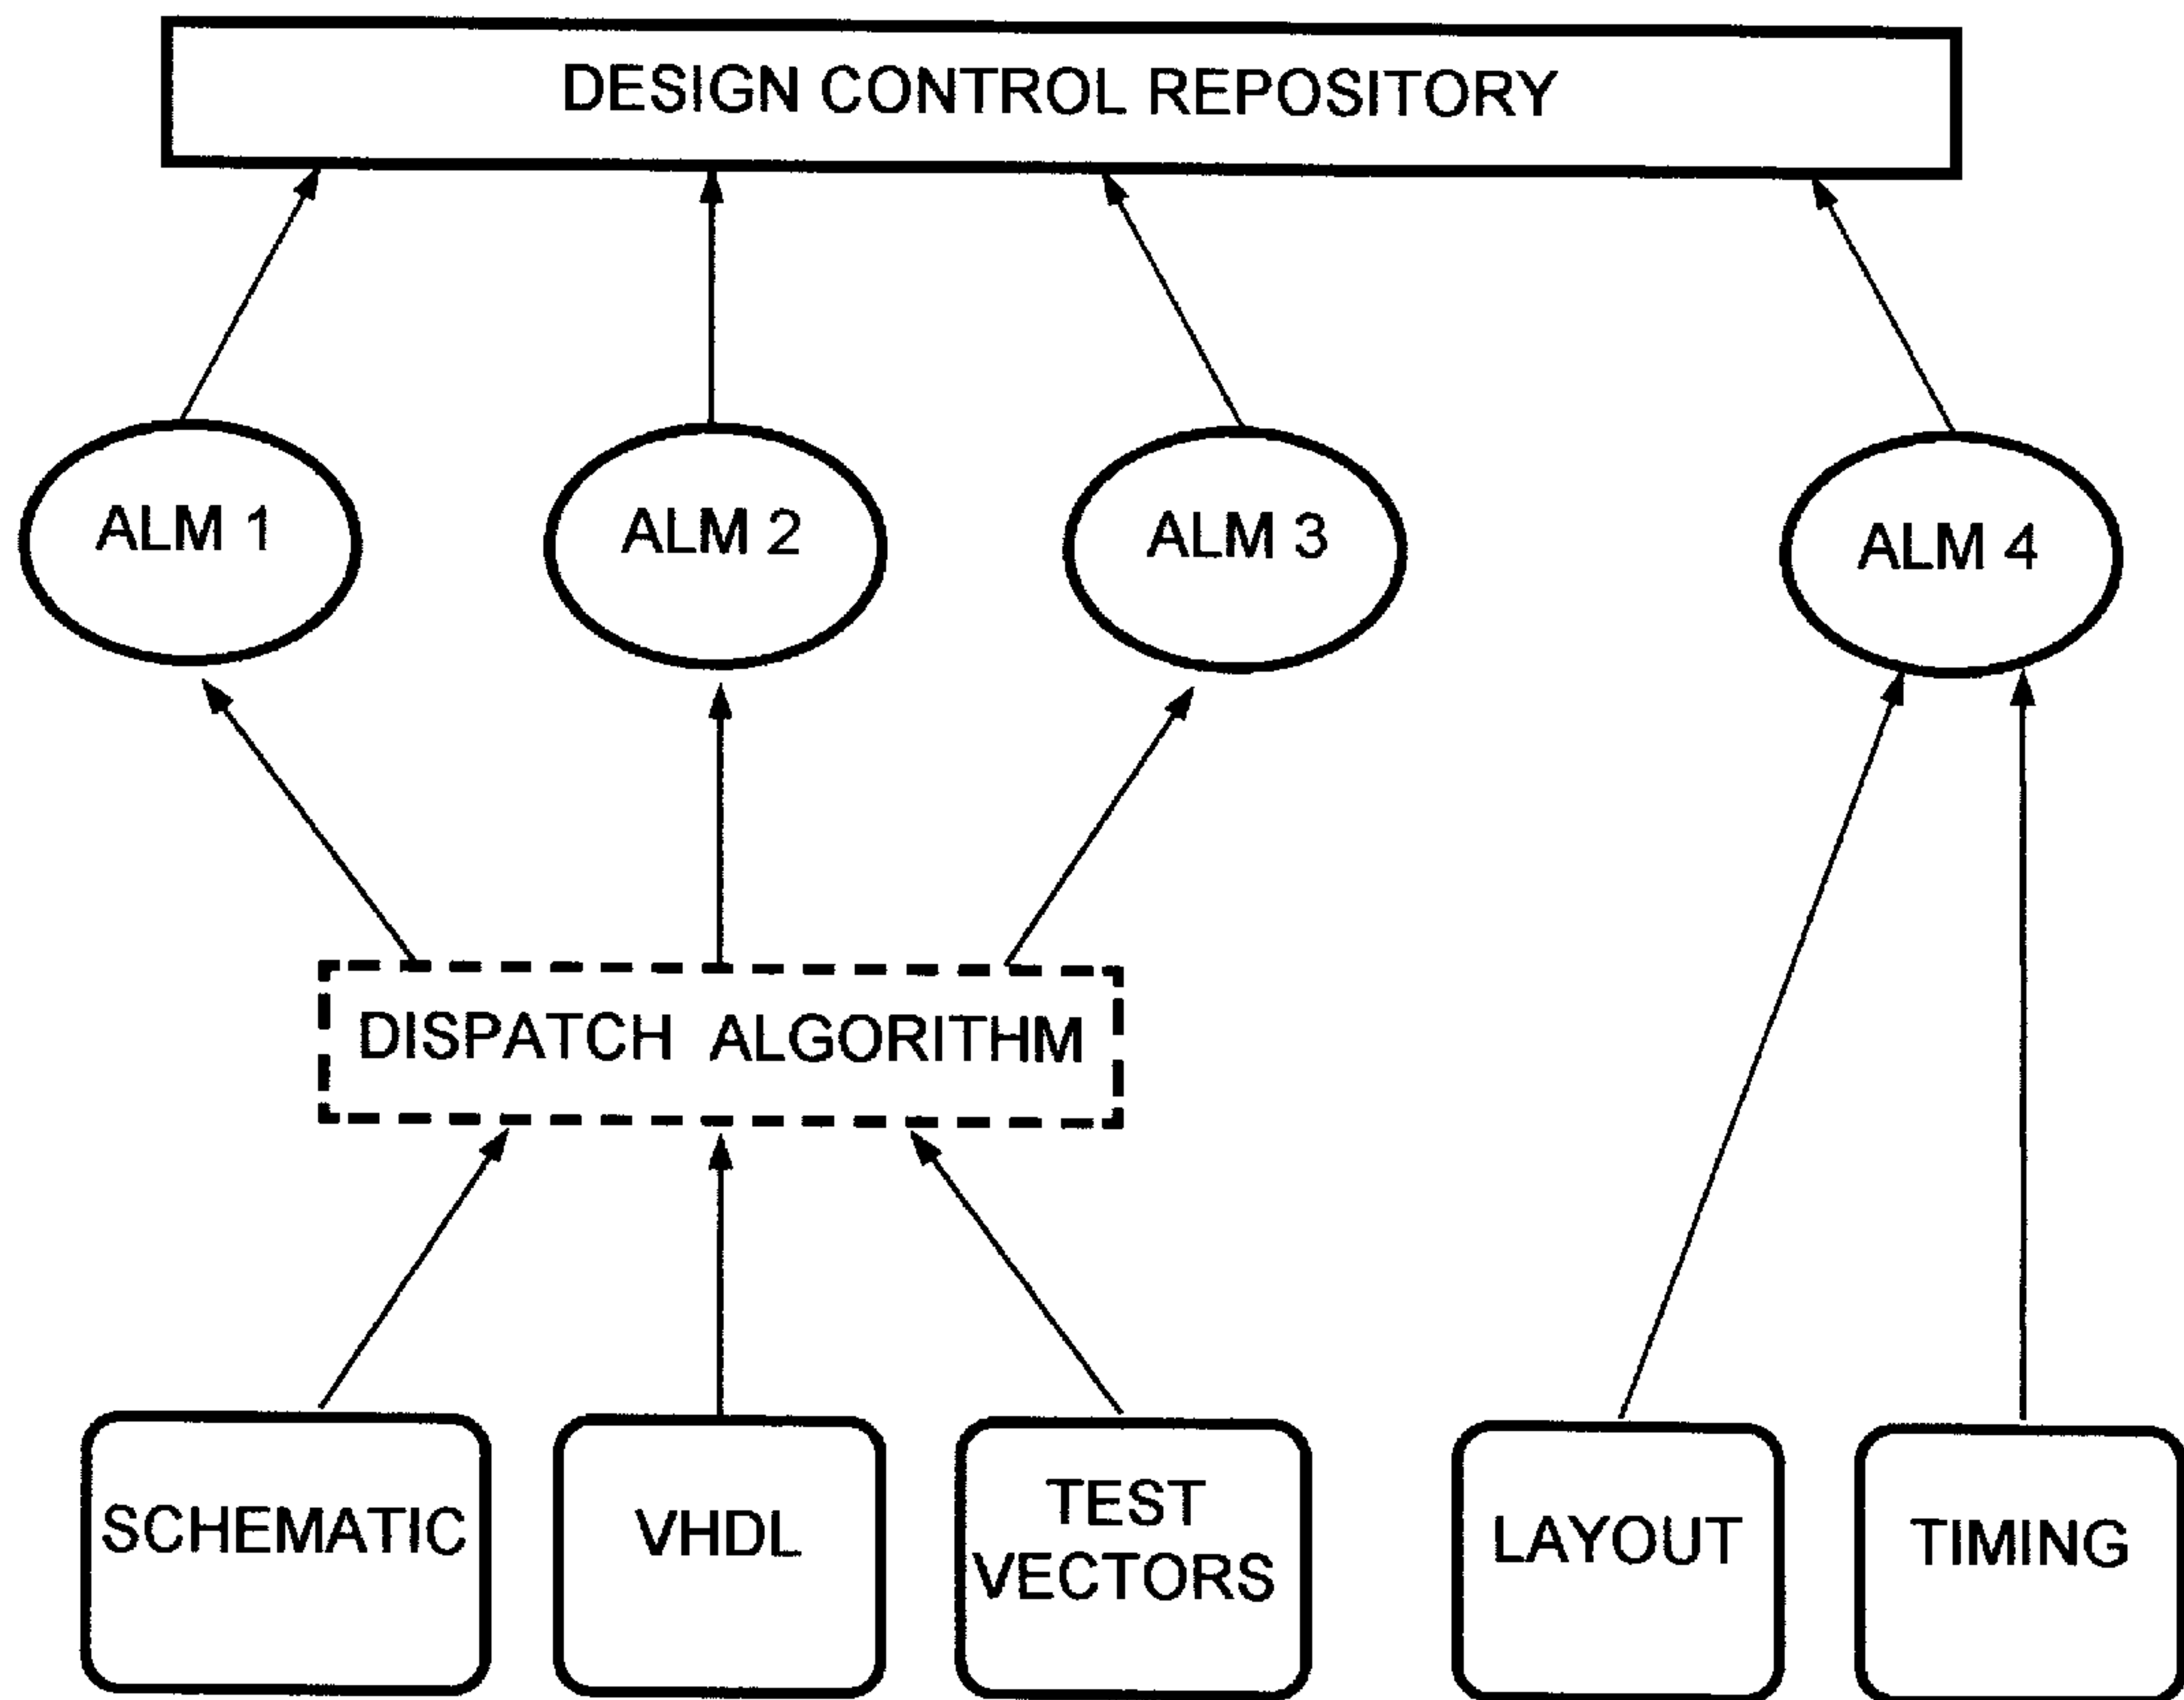 DESIGN CONTROL REPOSITORY
ALM 1
ALM 2
ALM 3
ALM 4
DISPATCH ALGORITHM
SCHEMATIC
VHDL
TEST
VECTORS
LAYOUT
TIMING